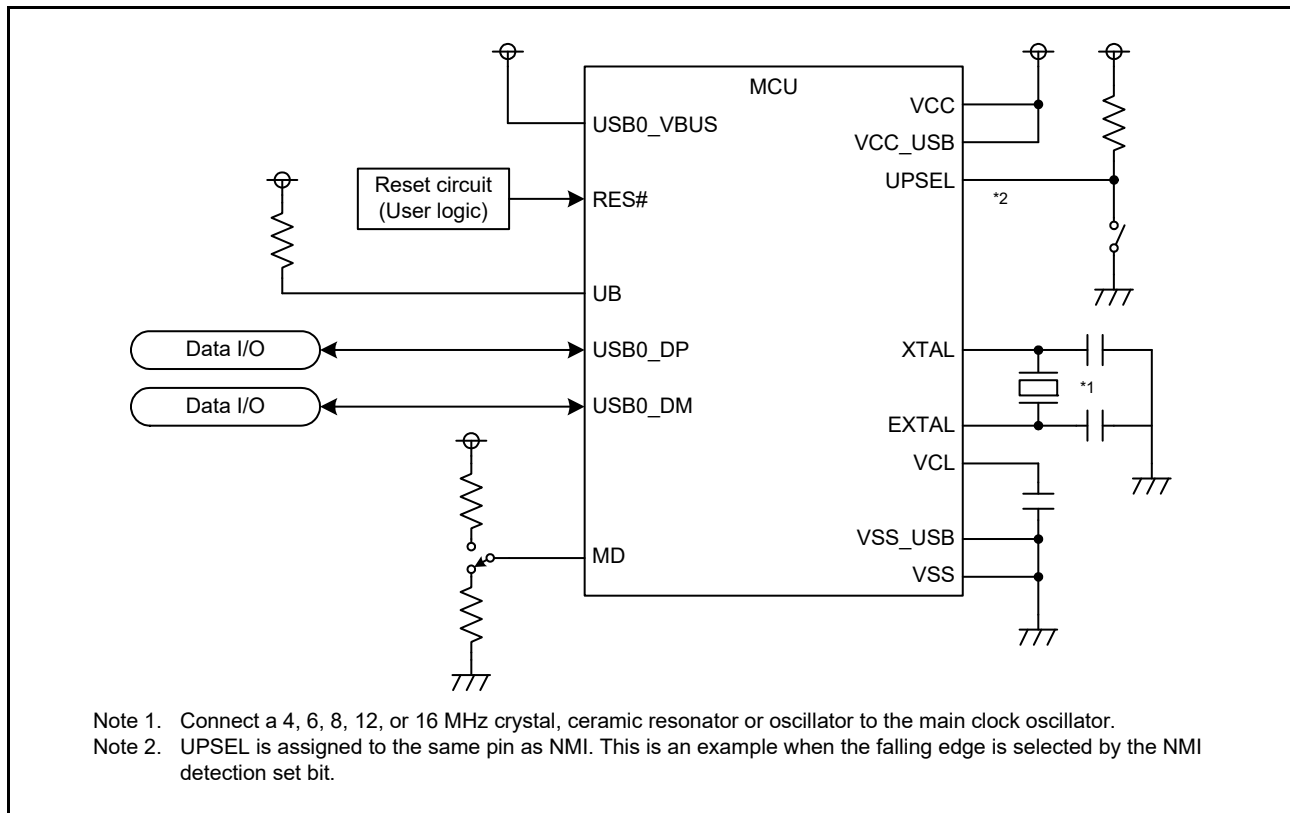 MCU
USB0_VBUS
VCC
VCC_USB
UPSEL
*2
Reset circuit
(User logic)
RES#
UB
Data I/O
USB0_DP
XTAL
*1
Data I/O
USB0_DM
EXTAL
VCL
VSS_USB
MD
VSS
Note 1. Connect a 4, 6, 8, 12, or 16 MHz crystal, ceramic resonator or oscillator to the main clock oscillator.
Note 2. UPSEL is assigned to the same pin as NMI. This is an example when the falling edge is selected by the NMI
detection set bit.